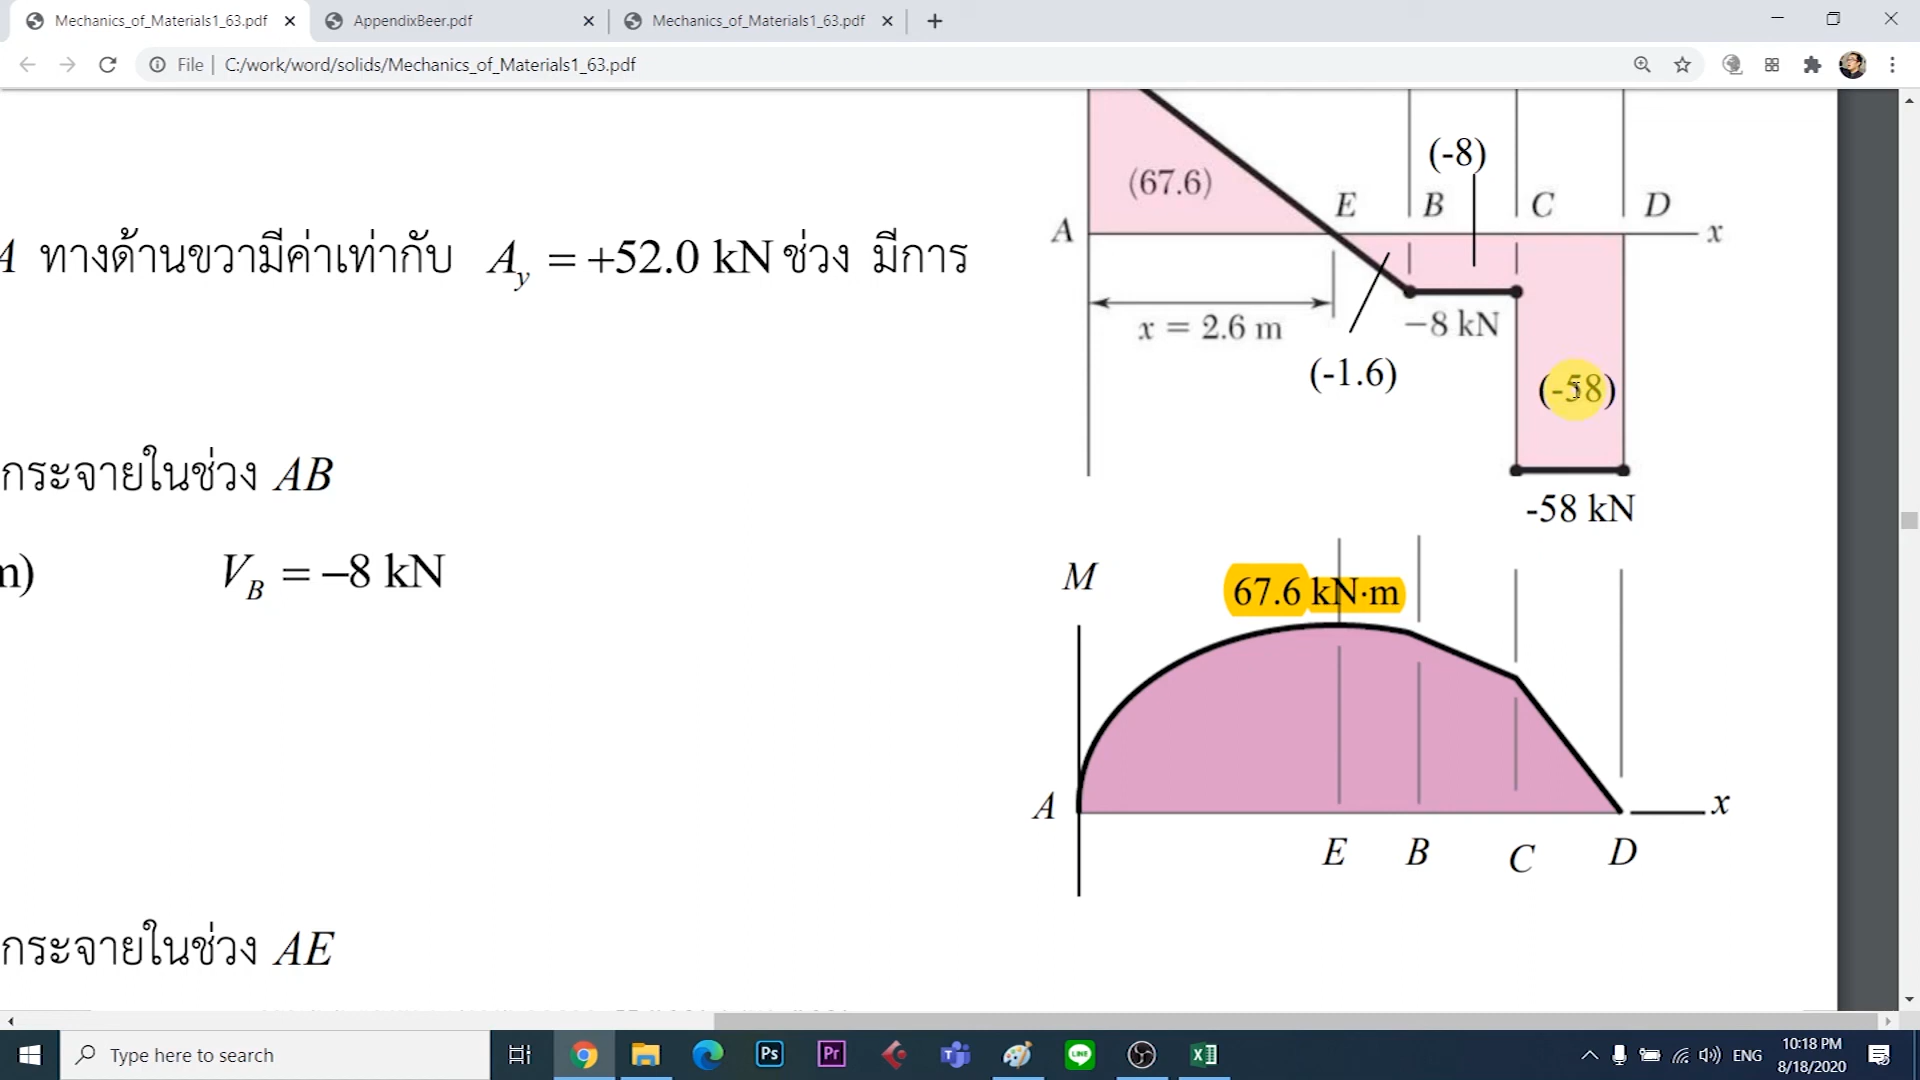 Mechanics_of_Materials1_63.pdf
AppendixBeer.pdf
Mechanics_of_Materials1_63.pdf
File | C:/work/word/solids/Mechanics_of_Materials1_63.pdf
A ทางด้านขวามีค่าเท่ากับ A_y = +52.0 kN ช่วง มีการ
กระจายในช่วง AB
m) V_B = −8 kN
กระจายในช่วง AE
(-8)
(67.6)
E B C D
A x
x = 2.6 m
−8 kN
(-1.6)
(-58)
-58 kN
M
67.6 kN·m
A x
E B C D
Type here to search
Ps
Pr
LINE
ENG
10:18 PM
8/18/2020